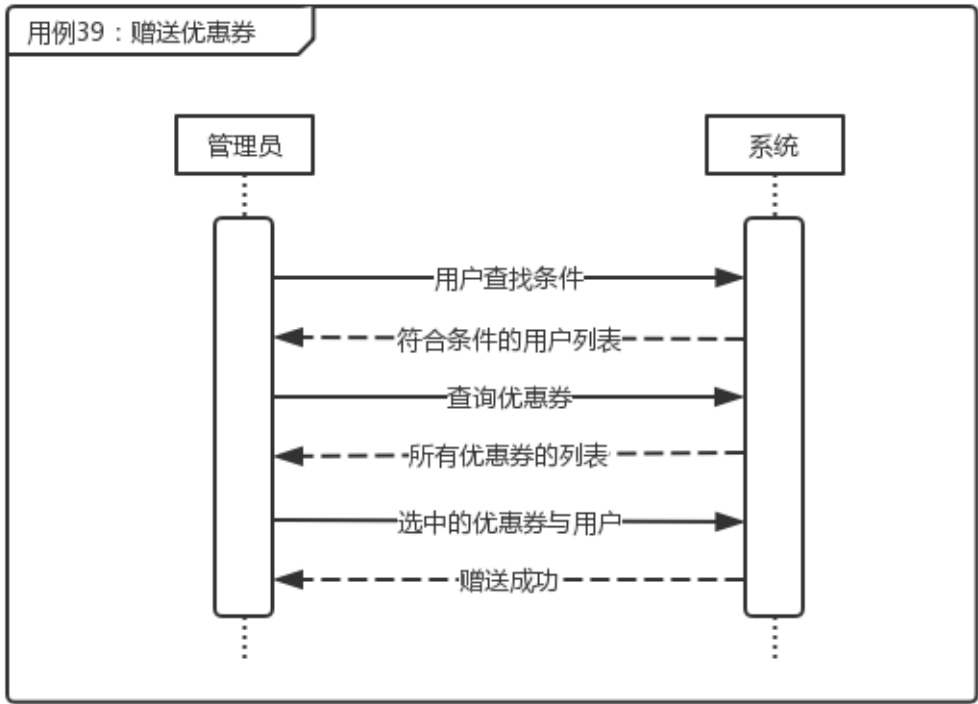 用例39：赠送优惠券
管理员
系统
用户查找条件
符合条件的用户列表
查询优惠券
所有优惠券的列表
选中的优惠券与用户
赠送成功